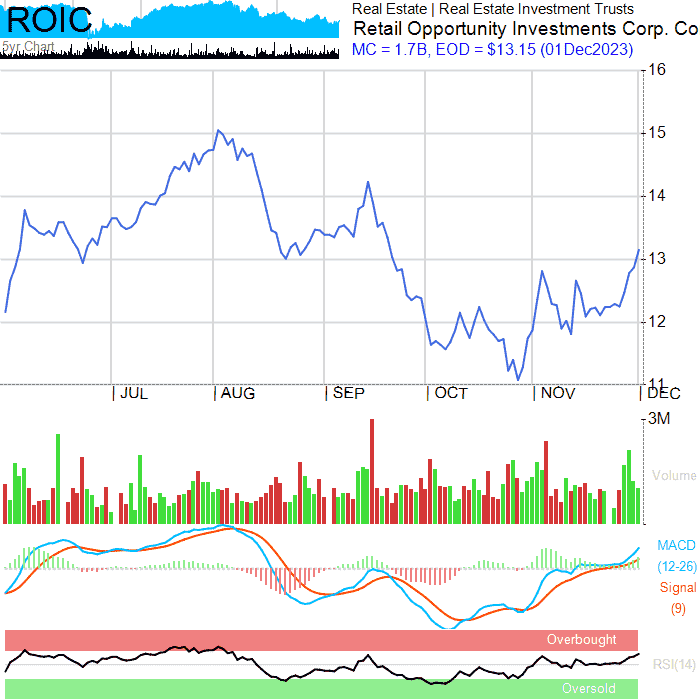 ROIC
5yr Chart
Real Estate | Real Estate Investment Trusts
Retail Opportunity Investments Corp. Co
MC = 1.7B, EOD = $13.15 (01Dec2023)
16
15
14
13
12
11
| JUL | AUG | SEP | OCT | NOV | DEC
3M
Volume
MACD
(12-26)
Signal
(9)
Overbought
RSI(14)
Oversold